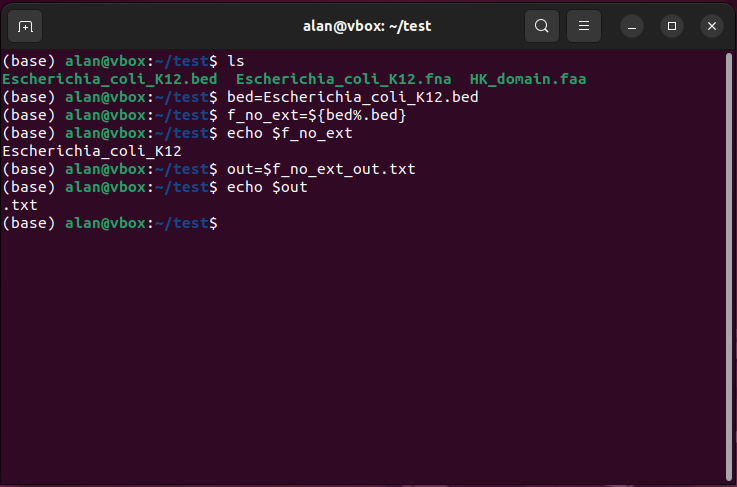 alan@vbox: ~/test
(base) alan@vbox:~/test$ ls
Escherichia_coli_K12.bed  Escherichia_coli_K12.fna  HK_domain.faa
(base) alan@vbox:~/test$ bed=Escherichia_coli_K12.bed
(base) alan@vbox:~/test$ f_no_ext=${bed%.bed}
(base) alan@vbox:~/test$ echo $f_no_ext
Escherichia_coli_K12
(base) alan@vbox:~/test$ out=$f_no_ext_out.txt
(base) alan@vbox:~/test$ echo $out
.txt
(base) alan@vbox:~/test$